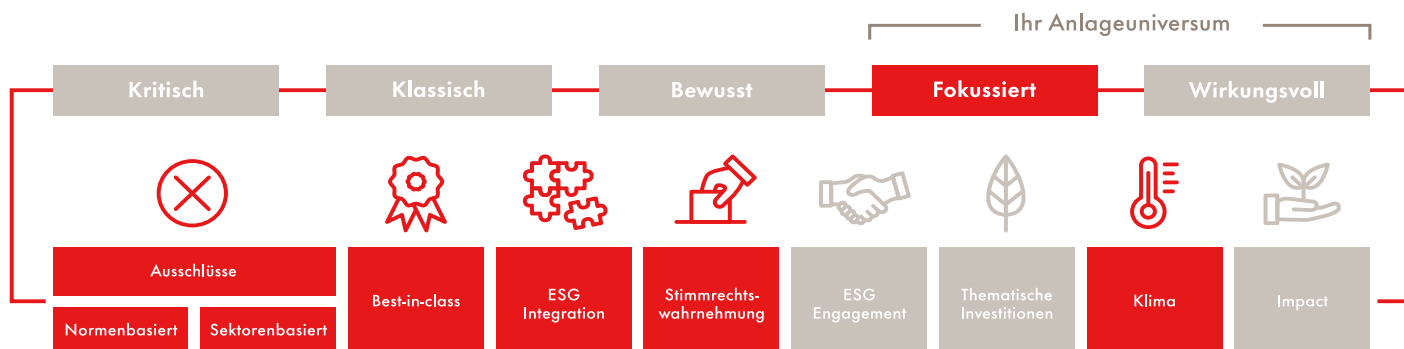 Ihr Anlageuniversum
Kritisch
Klassisch
Bewusst
Fokussiert
Wirkungsvoll
Ausschlüsse
Normenbasiert
Sektorenbasiert
Best-in-class
ESG
Integration
Stimmrechts-
wahrnehmung
ESG
Engagement
Thematische
Investitionen
Klima
Impact